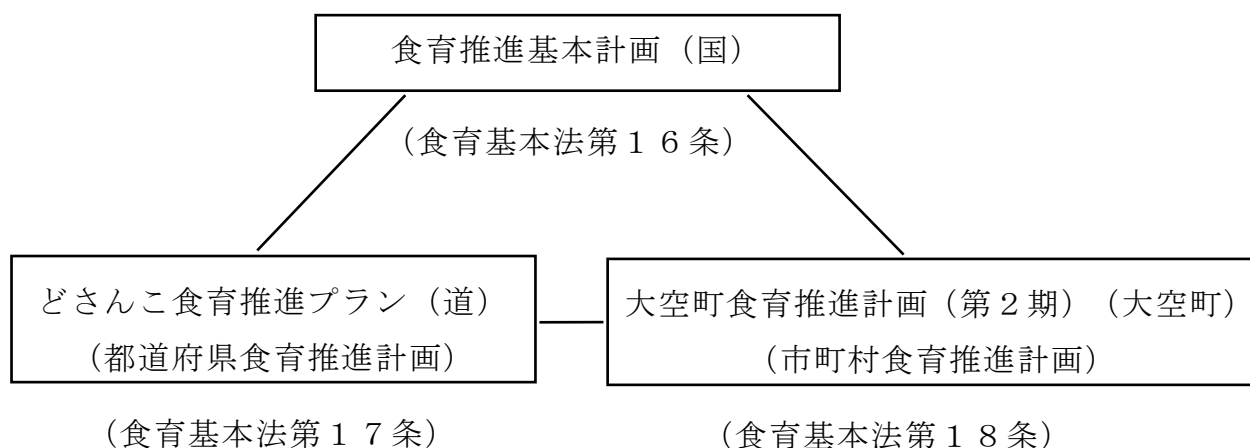 食育推進基本計画（国）
（食育基本法第１６条）
どさんこ食育推進プラン（道）
（都道府県食育推進計画）
（食育基本法第１７条）
大空町食育推進計画（第２期）（大空町）
（市町村食育推進計画）
（食育基本法第１８条）